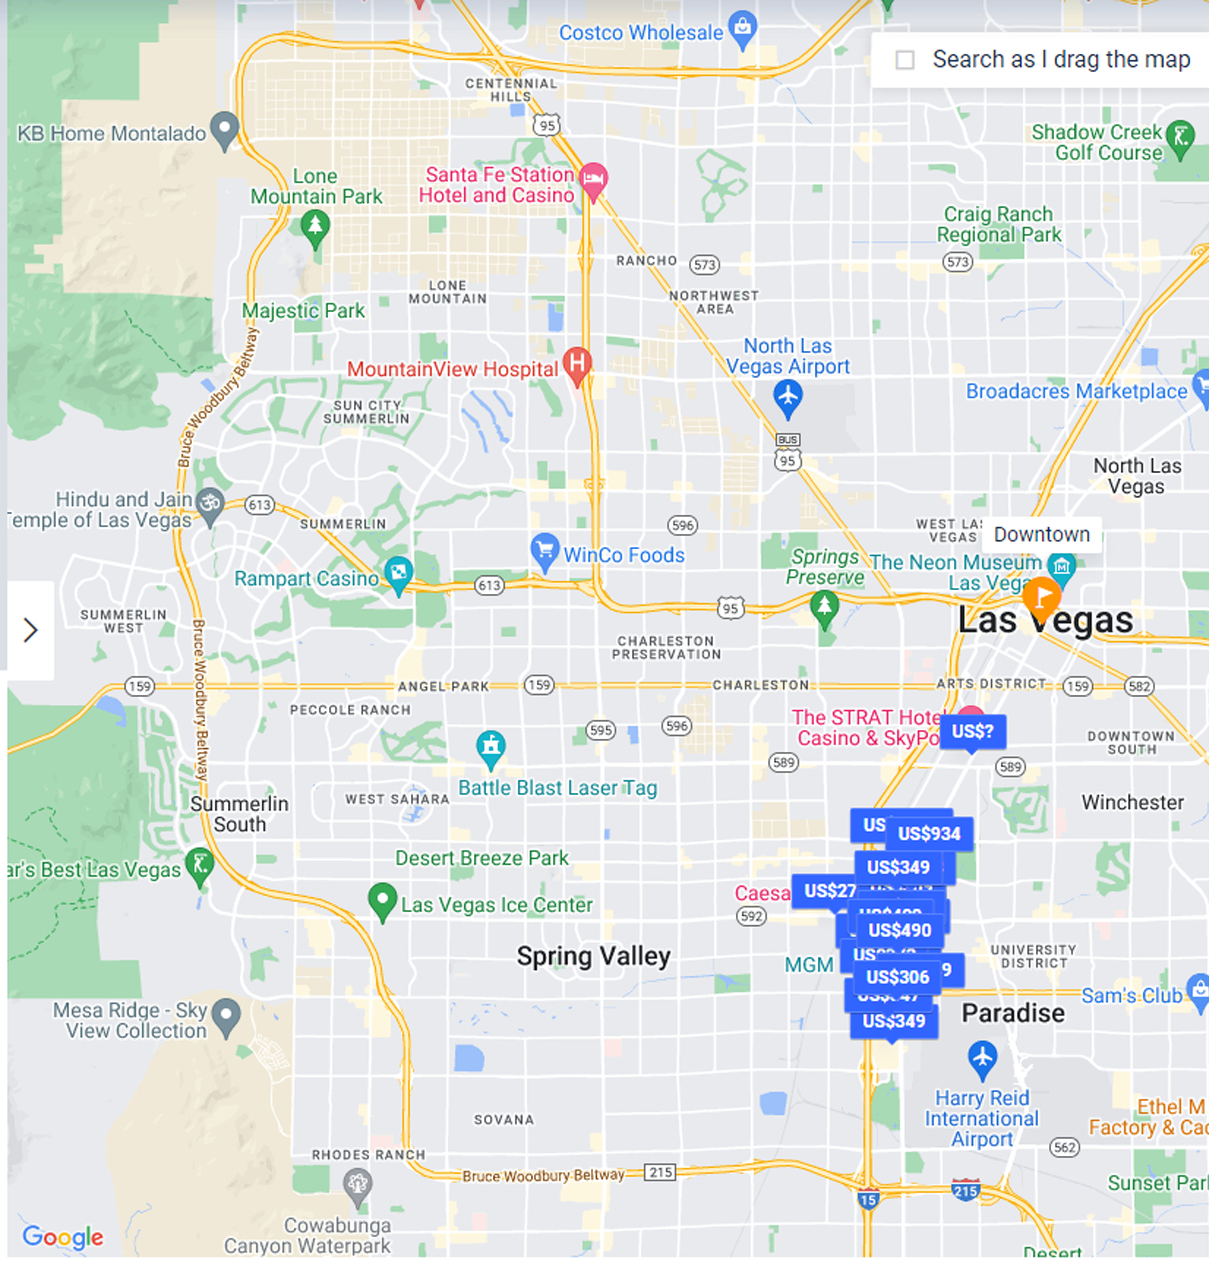 Costco Wholesale
Search as I drag the map
CENTENNIAL
HILLS
95
KB Home Montalado
Shadow Creek
Golf Course
Santa Fe Station
Hotel and Casino
Lone
Mountain Park
Craig Ranch
Regional Park
RANCHO
573
573
LONE
MOUNTAIN
NORTHWEST
AREA
Majestic Park
North Las
Vegas Airport
MountainView Hospital
H
Broadacres Marketplace
Bruce Woodbury Beltway
SUN CITY
SUMMERLIN
BUS
95
North Las
Vegas
Hindu and Jain
Temple of Las Vegas
613
SUMMERLIN
596
WEST LAS
VEGAS
Downtown
WinCo Foods
Springs
Preserve
The Neon Museum
Las Vegas
Rampart Casino
613
95
SUMMERLIN
WEST
Las Vegas
CHARLESTON
PRESERVATION
Bruce Woodbury Beltway
159
ANGEL PARK
159
CHARLESTON
ARTS DISTRICT
159
582
PECCOLE RANCH
595
596
The STRAT Hotel
Casino & SkyPo
US$?
DOWNTOWN
SOUTH
589
589
Battle Blast Laser Tag
WEST SAHARA
Summerlin
South
Winchester
US
US$934
Desert Breeze Park
ar's Best Las Vegas
US$349
Las Vegas Ice Center
Caesa
US$27
592
US$490
Spring Valley
UNIVERSITY
DISTRICT
MGM
US$306
9
Sam's Club
Mesa Ridge - Sky
View Collection
US$349
Paradise
Harry Reid
International
Airport
Ethel M
Factory & Cac
SOVANA
562
RHODES RANCH
Bruce Woodbury Beltway
215
15
215
Sunset Parl
Cowabunga
Canyon Waterpark
Google
Desert